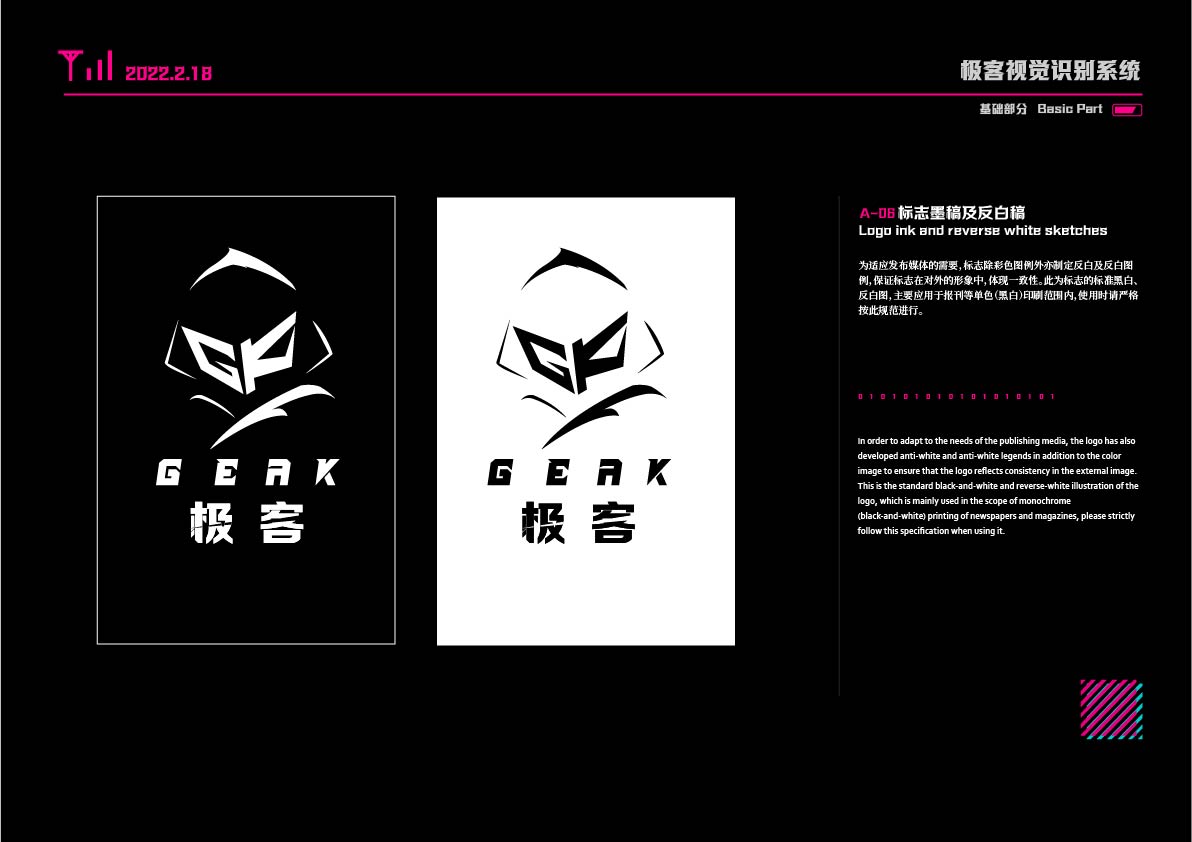 2022.2.18
极客视觉识别系统
基础部分 Basic Part
GK
GEAK
极客
GK
GEAK
极客
A-06 标志墨稿及反白稿
Logo ink and reverse white sketches
为适应发布媒体的需要,标志除彩色图例外亦制定反白及反白图
例,保证标志在对外的形象中,体现一致性。此为标志的标准黑白、
反白图,主要应用于报刊等单色(黑白)印刷范围内,使用时请严格
按此规范进行。
0 1 0 1 0 1 0 1 0 1 0 1 0 1 0 1 0 1
In order to adapt to the needs of the publishing media, the logo has also
developed anti-white and anti-white legends in addition to the color
image to ensure that the logo reflects consistency in the external image.
This is the standard black-and-white and reverse-white illustration of the
logo, which is mainly used in the scope of monochrome
(black-and-white) printing of newspapers and magazines, please strictly
follow this specification when using it.